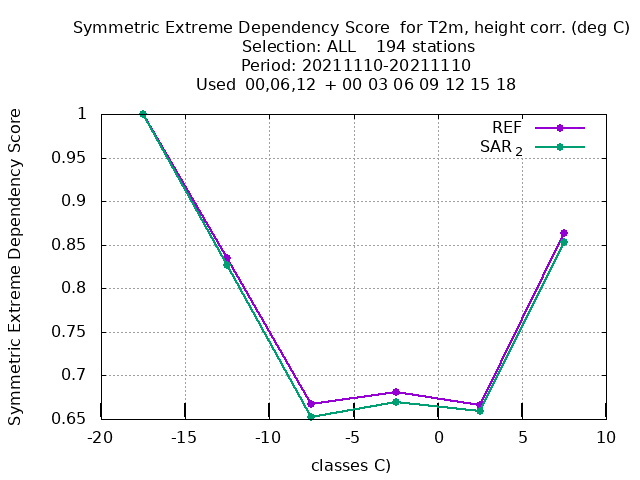 Symmetric Extreme Dependency Score  for T2m, height corr. (deg C)
Selection: ALL    194 stations
Period: 20211110-20211110
Used  00,06,12  + 00 03 06 09 12 15 18
REF
SAR 2
Symmetric Extreme Dependency Score
1
0.95
0.9
0.85
0.8
0.75
0.7
0.65
-20 -15 -10 -5 0 5 10
classes C)